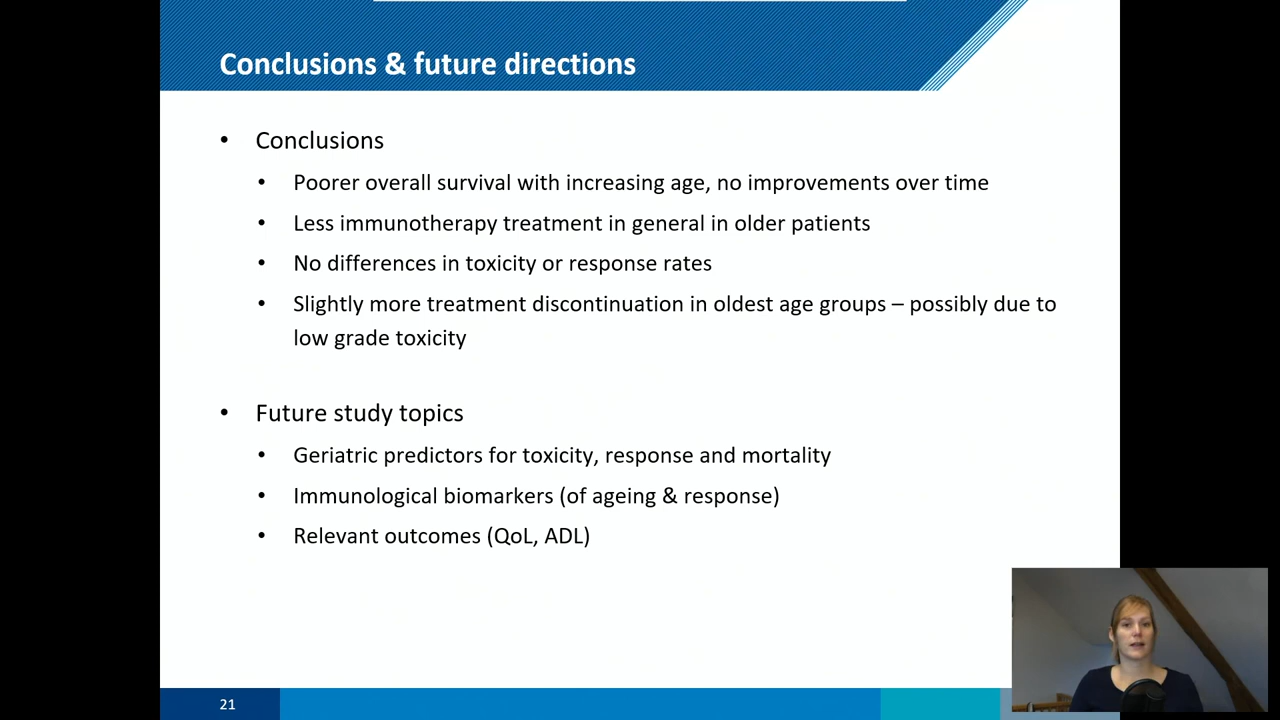 Conclusions & future directions
• Conclusions
• Poorer overall survival with increasing age, no improvements over time
• Less immunotherapy treatment in general in older patients
• No differences in toxicity or response rates
• Slightly more treatment discontinuation in oldest age groups – possibly due to
low grade toxicity
• Future study topics
• Geriatric predictors for toxicity, response and mortality
• Immunological biomarkers (of ageing & response)
• Relevant outcomes (QoL, ADL)
21